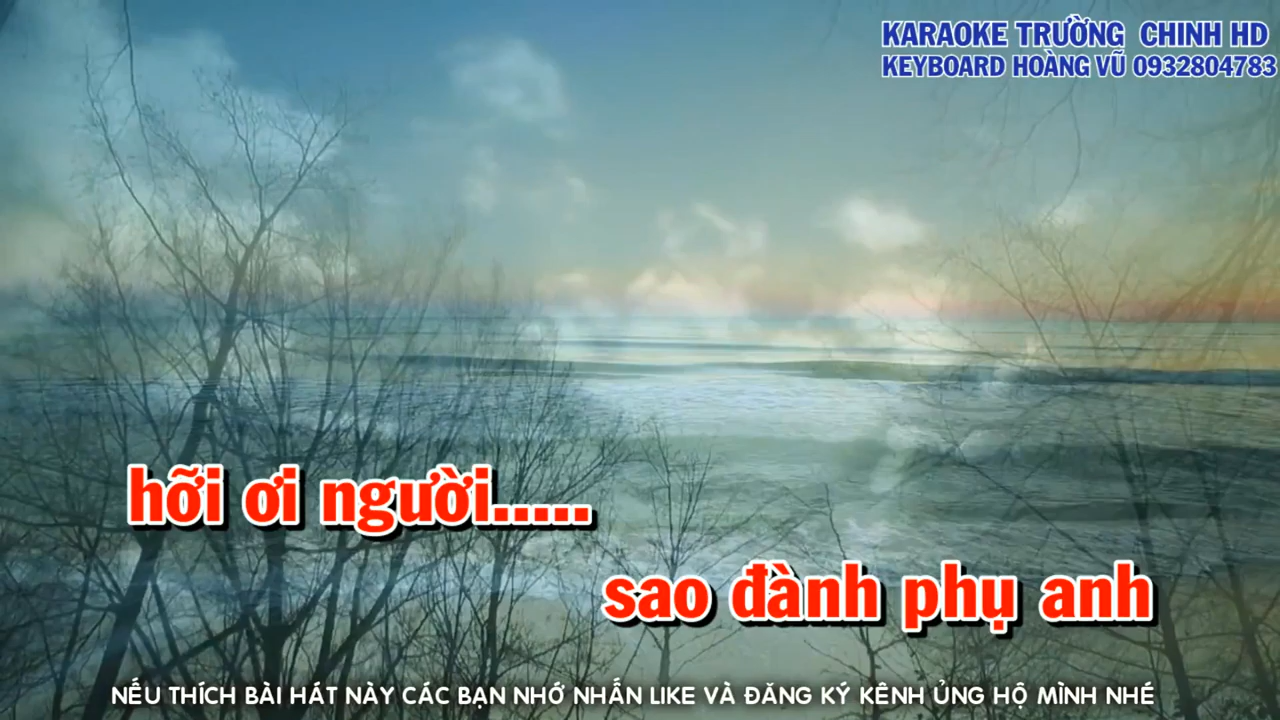 KARAOKE TRƯỜNG CHINH HD
KEYBOARD HOÀNG VŨ 0932804783
hỡi ơi người.....
sao đành phụ anh
NẾU THÍCH BÀI HÁT NÀY CÁC BẠN NHỚ NHẤN LIKE VÀ ĐĂNG KÝ KÊNH ỦNG HỘ MÌNH NHÉ